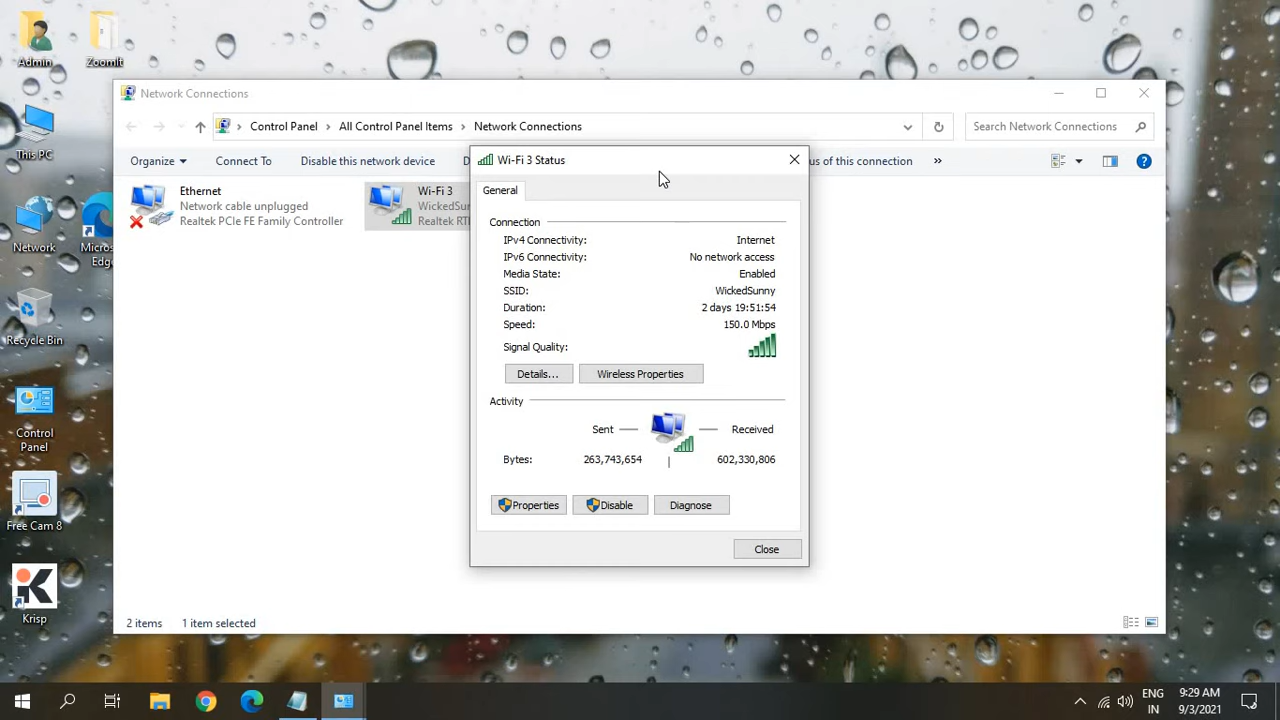 Admin
ZoomIt
This PC
Network
Micros
Edge
Recycle Bin
Control
Panel
Free Cam 8
Krisp
Network Connections
Control Panel
All Control Panel Items
Network Connections
Search Network Connections
Organize
Connect To
Disable this network device
D
us of this connection
»
Ethernet
Network cable unplugged
Realtek PCIe FE Family Controller
Wi-Fi 3
WickedSun
Realtek RTL
Wi-Fi 3 Status
General
Connection
IPv4 Connectivity: Internet
IPv6 Connectivity: No network access
Media State: Enabled
SSID: WickedSunny
Duration: 2 days 19:51:54
Speed: 150.0 Mbps
Signal Quality:
Details...
Wireless Properties
Activity
Sent
Received
Bytes: 263,743,654 602,330,806
Properties
Disable
Diagnose
Close
2 items
1 item selected
ENG
IN
9:29 AM
9/3/2021